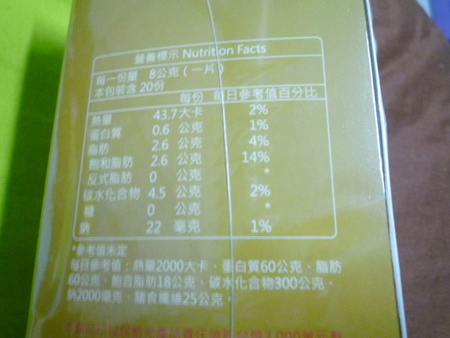 營養標示 Nutrition Facts
每一份量 8公克(一片)
本包裝含 20份
每份 每日參考值百分比
熱量 43.7大卡 2%
蛋白質 0.6 公克 1%
脂肪 2.6 公克 4%
飽和脂肪 2.6 公克 14%
反式脂肪 0 公克 *
碳水化合物 4.5 公克 2%
糖 0 公克 *
鈉 22 毫克 1%
*參考值未定
每日參考值:熱量2000大卡、蛋白質60公克、脂肪
60公克、飽和脂肪18公克、碳水化合物300公克、
鈉2000毫克、膳食纖維25公克。